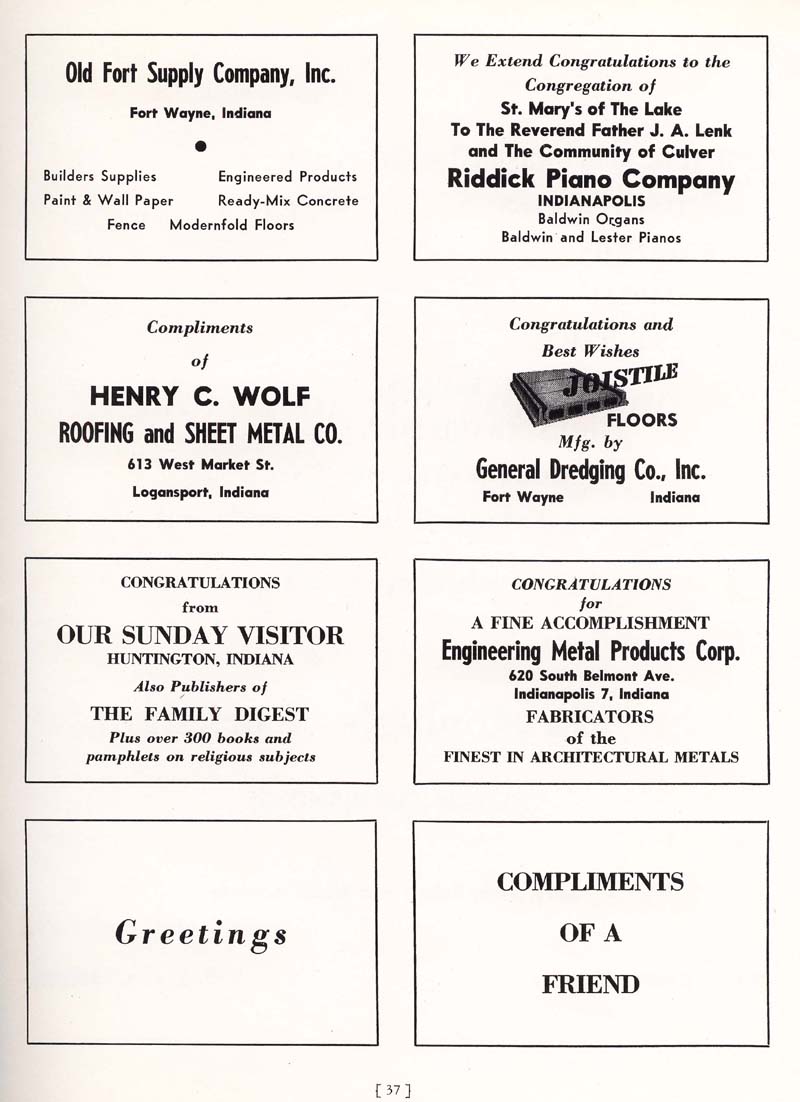 Old Fort Supply Company, Inc.
Fort Wayne, Indiana
Builders Supplies Engineered Products
Paint & Wall Paper Ready-Mix Concrete
Fence Modernfold Floors
We Extend Congratulations to the
Congregation of
St. Mary's of The Lake
To The Reverend Father J. A. Lenk
and The Community of Culver
Riddick Piano Company
INDIANAPOLIS
Baldwin Organs
Baldwin and Lester Pianos
Compliments
of
HENRY C. WOLF
ROOFING and SHEET METAL CO.
613 West Market St.
Logansport, Indiana
Congratulations and
Best Wishes
JOISTILE
FLOORS
Mfg. by
General Dredging Co., Inc.
Fort Wayne Indiana
CONGRATULATIONS
from
OUR SUNDAY VISITOR
HUNTINGTON, INDIANA
Also Publishers of
THE FAMILY DIGEST
Plus over 300 books and
pamphlets on religious subjects
CONGRATULATIONS
for
A FINE ACCOMPLISHMENT
Engineering Metal Products Corp.
620 South Belmont Ave.
Indianapolis 7, Indiana
FABRICATORS
of the
FINEST IN ARCHITECTURAL METALS
Greetings
COMPLIMENTS
OF A
FRIEND
[ 37 ]